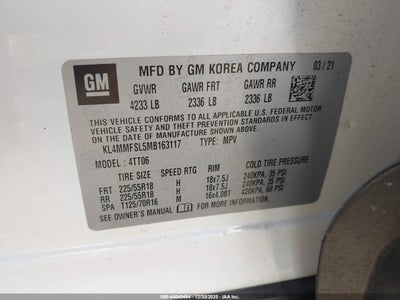 GM
MFD BY GM KOREA COMPANY 03/21
GVWR GAWR FRT GAWR RR
4233 LB 2336 LB 2336 LB
THIS VEHICLE CONFORMS TO ALL APPLICABLE U.S. FEDERAL MOTOR
VEHICLE SAFETY, BUMPER, AND THEFT PREVENTION STANDARDS IN EFFECT ON THE
DATE OF MANUFACTURE SHOWN ABOVE.
KL4MMFSL5MB163117 TYPE: MPV
MODEL: 4TT06
TIRE SIZE SPEED RTG RIM COLD TIRE PRESSURE
FRT 225/55R18 H 18x7.5J 240KPA, 35 PSI
RR 225/55R18 H 18x7.5J 240KPA, 35 PSI
SPA T125/70R16 M 16x4.0BT 420KPA, 60 PSI
SEE OWNER'S MANUAL FOR ADDITIONAL INFORMATION